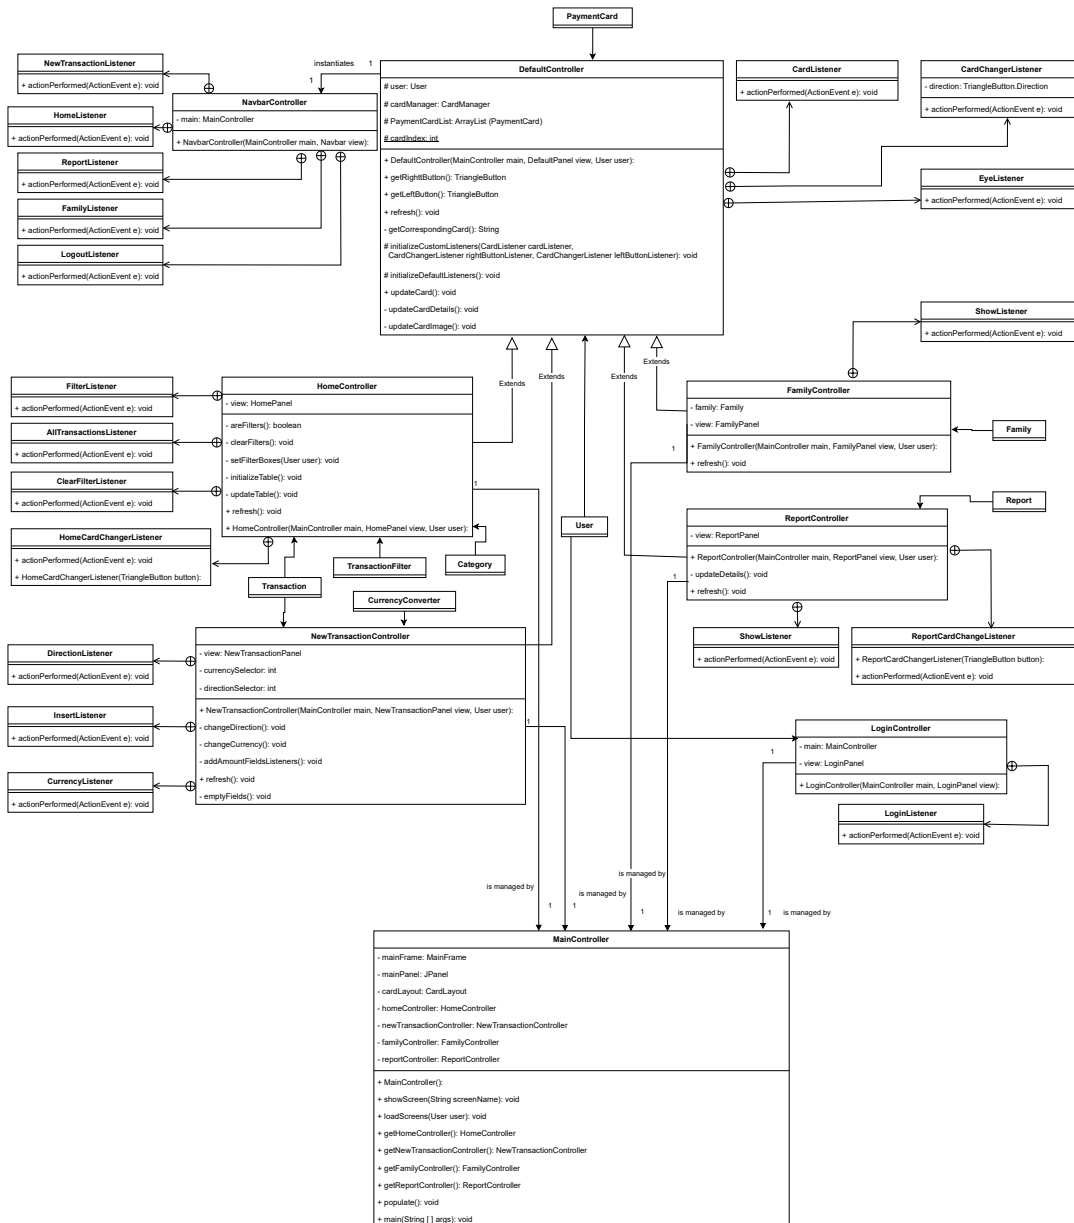 PaymentCard
NewTransactionListener
+ actionPerformed(ActionEvent e): void
HomeListener
+ actionPerformed(ActionEvent e): void
ReportListener
+ actionPerformed(ActionEvent e): void
FamilyListener
+ actionPerformed(ActionEvent e): void
LogoutListener
+ actionPerformed(ActionEvent e): void
instantiates
1
1
NavbarController
- main: MainController
+ NavbarController(MainController main, Navbar view):
DefaultController
# user: User
# cardManager: CardManager
# PaymentCardList: ArrayList (PaymentCard)
# cardIndex: int
+ DefaultController(MainController main, DefaultPanel view, User user):
+ getRighttButton(): TriangleButton
+ getLeftButton(): TriangleButton
+ refresh(): void
- getCorrespondingCard(): String
# initializeCustomListeners(CardListener cardListener,
CardChangerListener rightButtonListener, CardChangerListener leftButtonListener): void
# initializeDefaultListeners(): void
+ updateCard(): void
- updateCardDetails(): void
- updateCardImage(): void
CardListener
+ actionPerformed(ActionEvent e): void
CardChangerListener
- direction: TriangleButton.Direction
+ actionPerformed(ActionEvent e): void
EyeListener
+ actionPerformed(ActionEvent e): void
ShowListener
+ actionPerformed(ActionEvent e): void
Extends
Extends
Extends
Extends
FilterListener
+ actionPerformed(ActionEvent e): void
AllTransactionsListener
+ actionPerformed(ActionEvent e): void
ClearFilterListener
+ actionPerformed(ActionEvent e): void
HomeCardChangerListener
+ actionPerformed(ActionEvent e): void
+ HomeCardChangerListener(TriangleButton button):
HomeController
- view: HomePanel
- areFilters(): boolean
- clearFilters(): void
- setFilterBoxes(User user): void
- initializeTable(): void
- updateTable(): void
+ refresh(): void
+ HomeController(MainController main, HomePanel view, User user):
1
FamilyController
- family: Family
- view: FamilyPanel
+ FamilyController(MainController main, FamilyPanel view, User user):
+ refresh(): void
1
Family
Report
User
ReportController
- view: ReportPanel
+ ReportController(MainController main, ReportPanel view, User user):
- updateDetails(): void
+ refresh(): void
1
Transaction
TransactionFilter
Category
CurrencyConverter
ShowListener
+ actionPerformed(ActionEvent e): void
ReportCardChangeListener
+ ReportCardChangerListener(TriangleButton button):
+ actionPerformed(ActionEvent e): void
DirectionListener
+ actionPerformed(ActionEvent e): void
InsertListener
+ actionPerformed(ActionEvent e): void
CurrencyListener
+ actionPerformed(ActionEvent e): void
NewTransactionController
- view: NewTransactionPanel
- currencySelector: int
- directionSelector: int
+ NewTransactionController(MainController main, NewTransactionPanel view, User user):
- changeDirection(): void
- changeCurrency(): void
- addAmountFieldsListeners(): void
+ refresh(): void
- emptyFields(): void
1
LoginController
- main: MainController
- view: LoginPanel
+ LoginController(MainController main, LoginPanel view):
1
LoginListener
+ actionPerformed(ActionEvent e): void
is managed by
is managed by
is managed by
is managed by
is managed by
1
1
1
1
MainController
- mainFrame: MainFrame
- mainPanel: JPanel
- cardLayout: CardLayout
- homeController: HomeController
- newTransactionController: NewTransactionController
- familyController: FamilyController
- reportController: ReportController
+ MainController():
+ showScreen(String screenName): void
+ loadScreens(User user): void
+ getHomeController(): HomeController
+ getNewTransactionController(): NewTransactionController
+ getFamilyController(): FamilyController
+ getReportController(): ReportController
+ populate(): void
+ main(String [ ] args): void